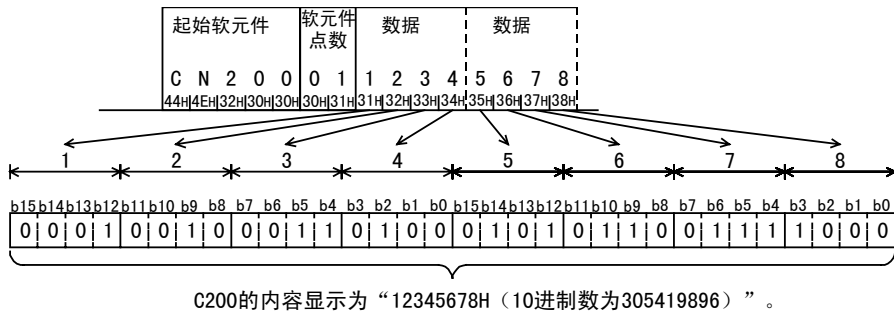 起始软元件 软元件点数 数据 数据
C N 2 0 0 0 1 1 2 3 4 5 6 7 8
44H 4EH 32H 30H 30H 30H 31H 31H 32H 33H 34H 35H 36H 37H 38H
1 2 3 4 5 6 7 8
b15 b14 b13 b12 b11 b10 b9 b8 b7 b6 b5 b4 b3 b2 b1 b0 b15 b14 b13 b12 b11 b10 b9 b8 b7 b6 b5 b4 b3 b2 b1 b0
0 0 0 1 0 0 1 0 0 0 1 1 0 1 0 0 0 1 0 1 0 1 1 0 0 1 1 1 1 0 0 0
C200的内容显示为“12345678H（10进制数为305419896）”。